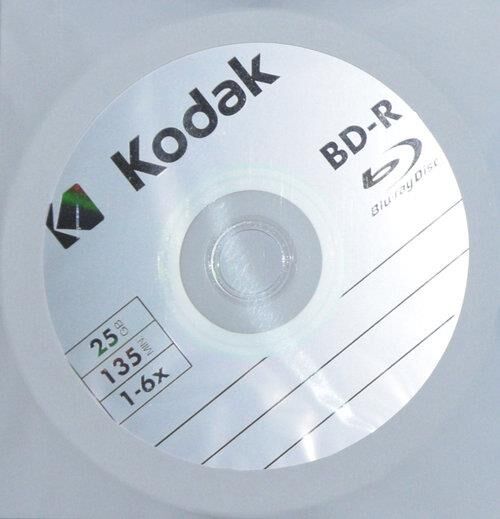 Kodak
BD-R
Blu-ray Disc
25 GB
135 MIN
1-6x